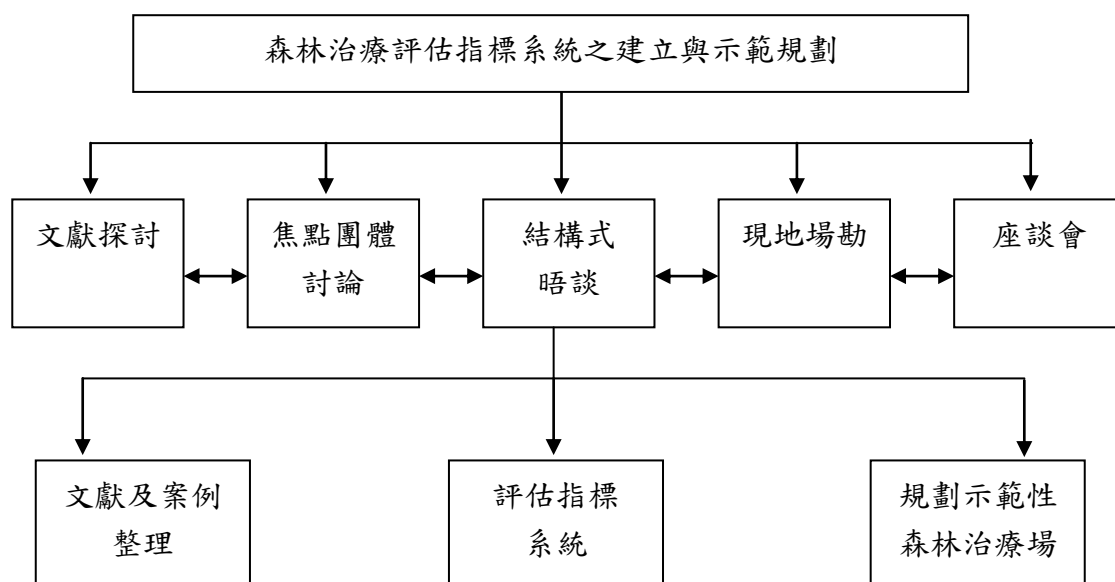 森林治療評估指標系統之建立與示範規劃
文獻探討
焦點團體
討論
結構式
晤談
現地場勘
座談會
文獻及案例
整理
評估指標
系統
規劃示範性
森林治療場